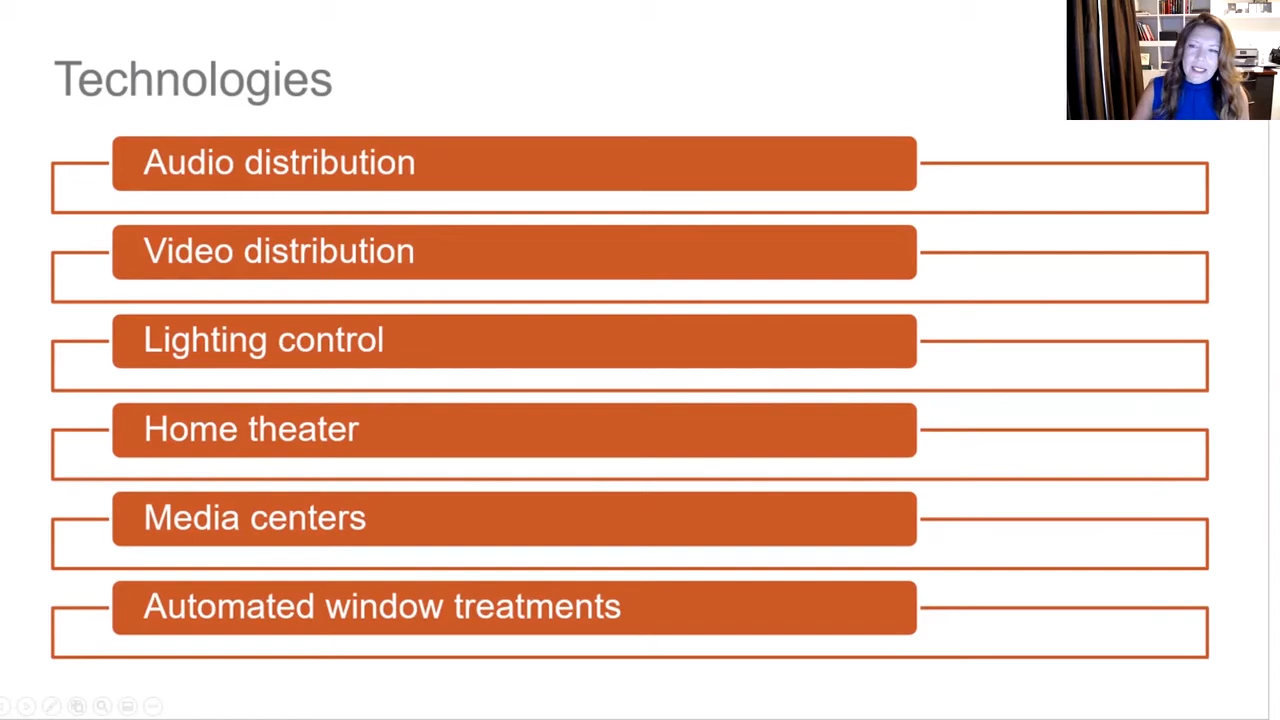 Technologies
Audio distribution
Video distribution
Lighting control
Home theater
Media centers
Automated window treatments